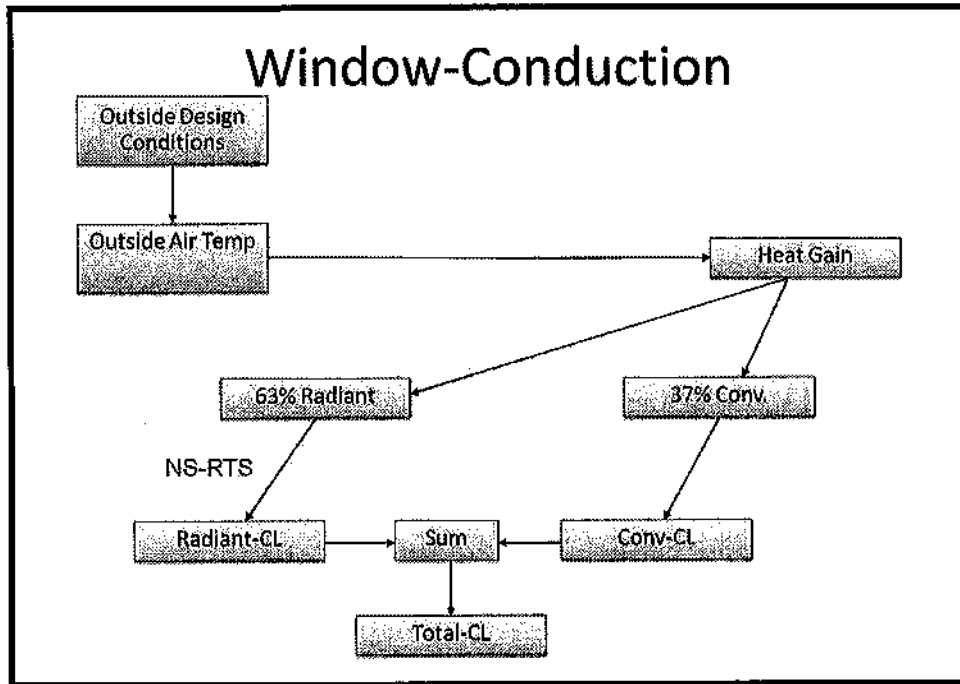 Window-Conduction
Outside Design
Conditions
Outside Air Temp
Heat Gain
63% Radiant
37% Conv.
NS-RTS
Radiant-CL
Sum
Conv-CL
Total-CL